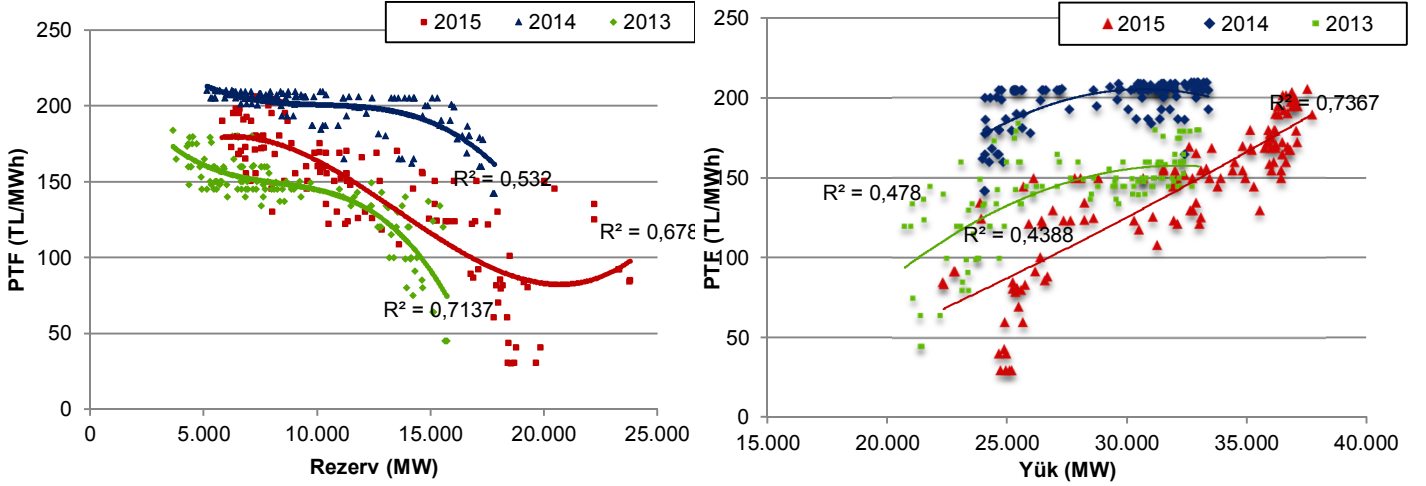 2015 2014 2013
PTF (TL/MWh)
250
200
150
100
50
0
R² = 0,532
R² = 0,678
R² = 0,7137
0 5.000 10.000 15.000 20.000 25.000
Rezerv (MW)
2015 2014 2013
PTF (TL/MWh)
250
200
150
100
50
0
R² = 0,7367
R² = 0,478
R² = 0,4388
15.000 20.000 25.000 30.000 35.000 40.000
Yük (MW)